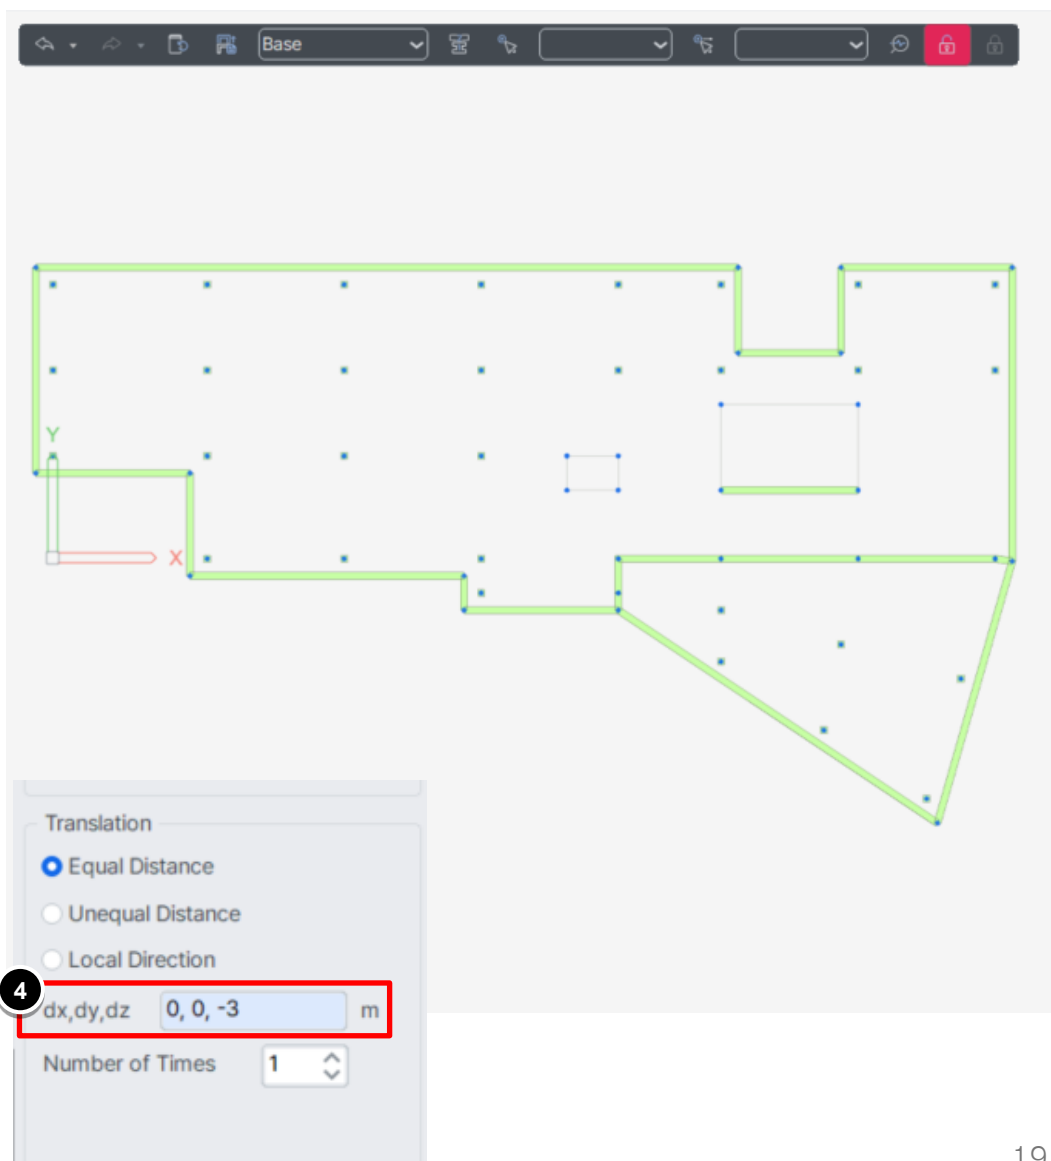 Base
Y
X
Translation
Equal Distance
Unequal Distance
Local Direction
4
dx,dy,dz 0, 0, -3 m
Number of Times 1
19